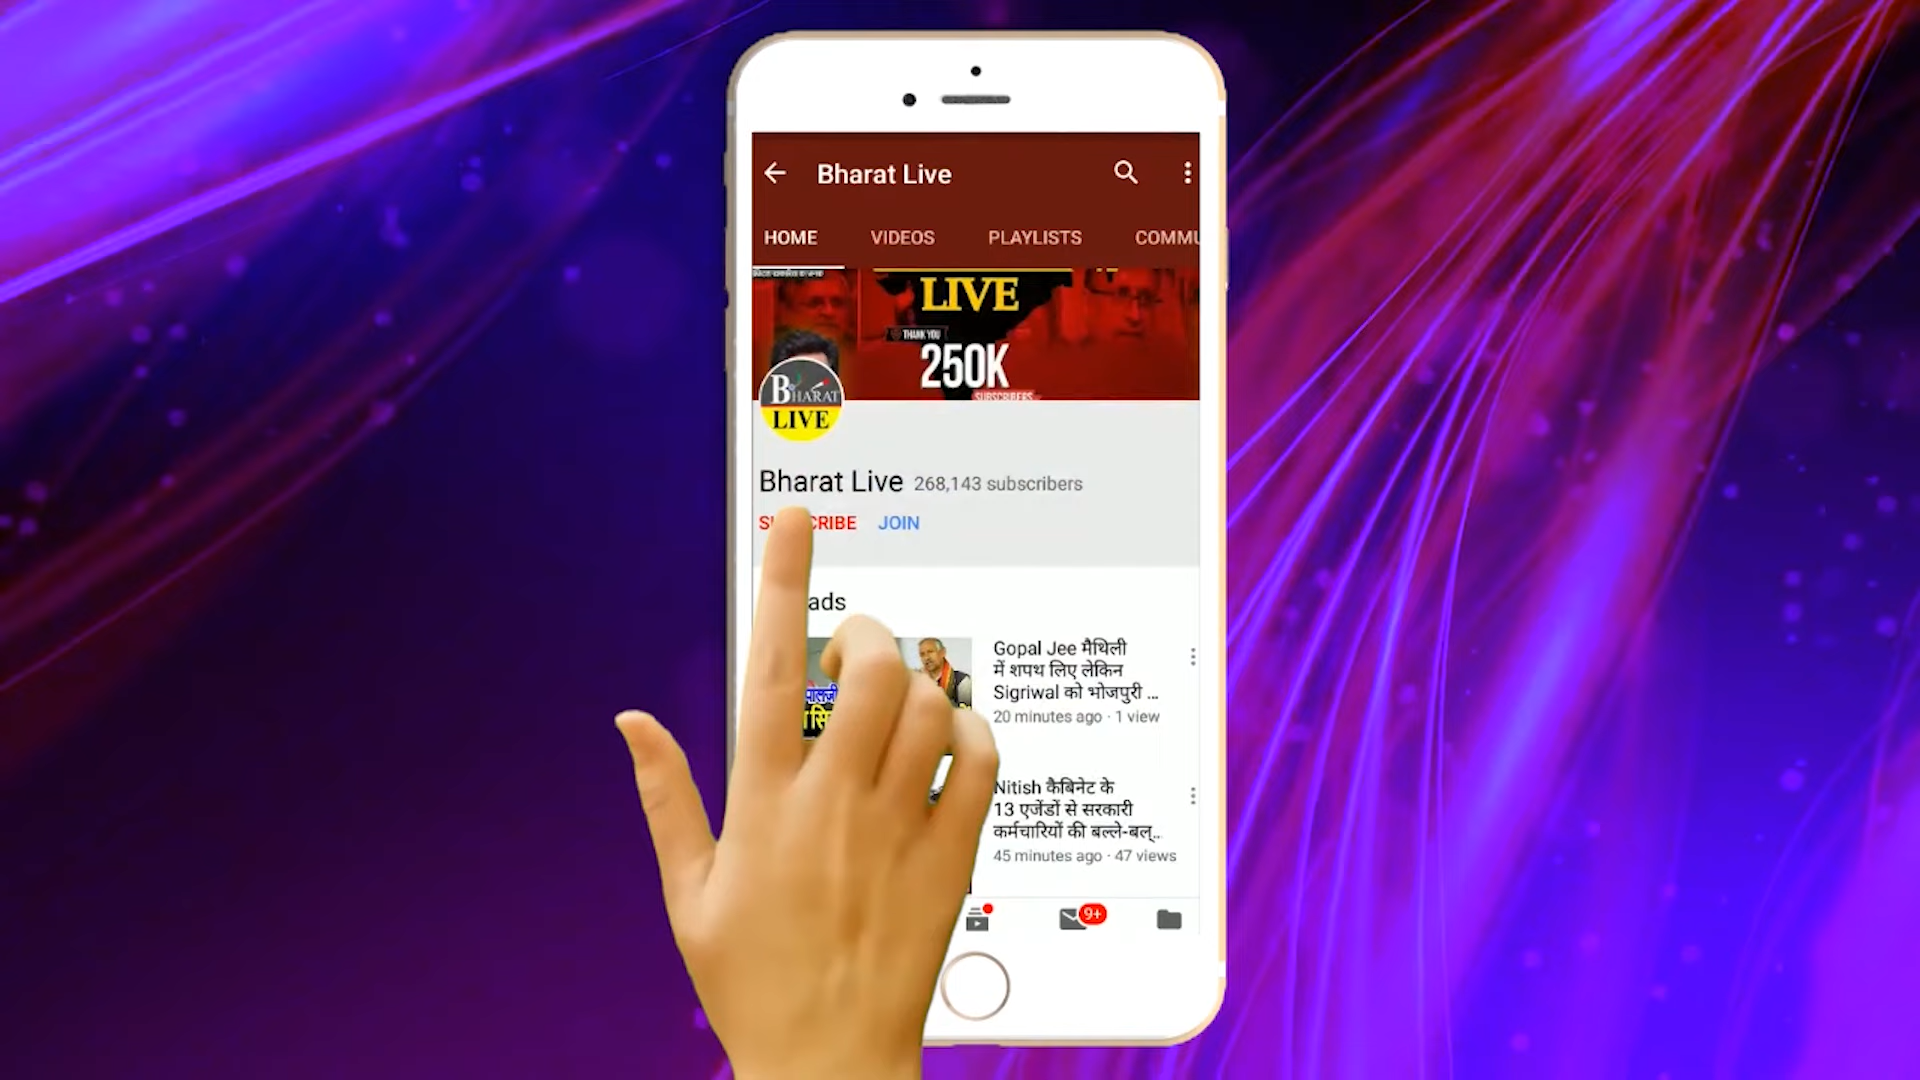 Bharat Live
HOME VIDEOS PLAYLISTS COMMU
LIVE
THANK YOU
250K
SUBSCRIBERS
BHARAT
LIVE
Bharat Live 268,143 subscribers
JOIN
Gopal Jee मैथिली
में शपथ लिए लेकिन
Sigriwal को भोजपुरी ...
20 minutes ago · 1 view
Nitish कैबिनेट के
13 एजेंडों से सरकारी
कर्मचारियों की बल्ले-बल्...
45 minutes ago · 47 views
9+